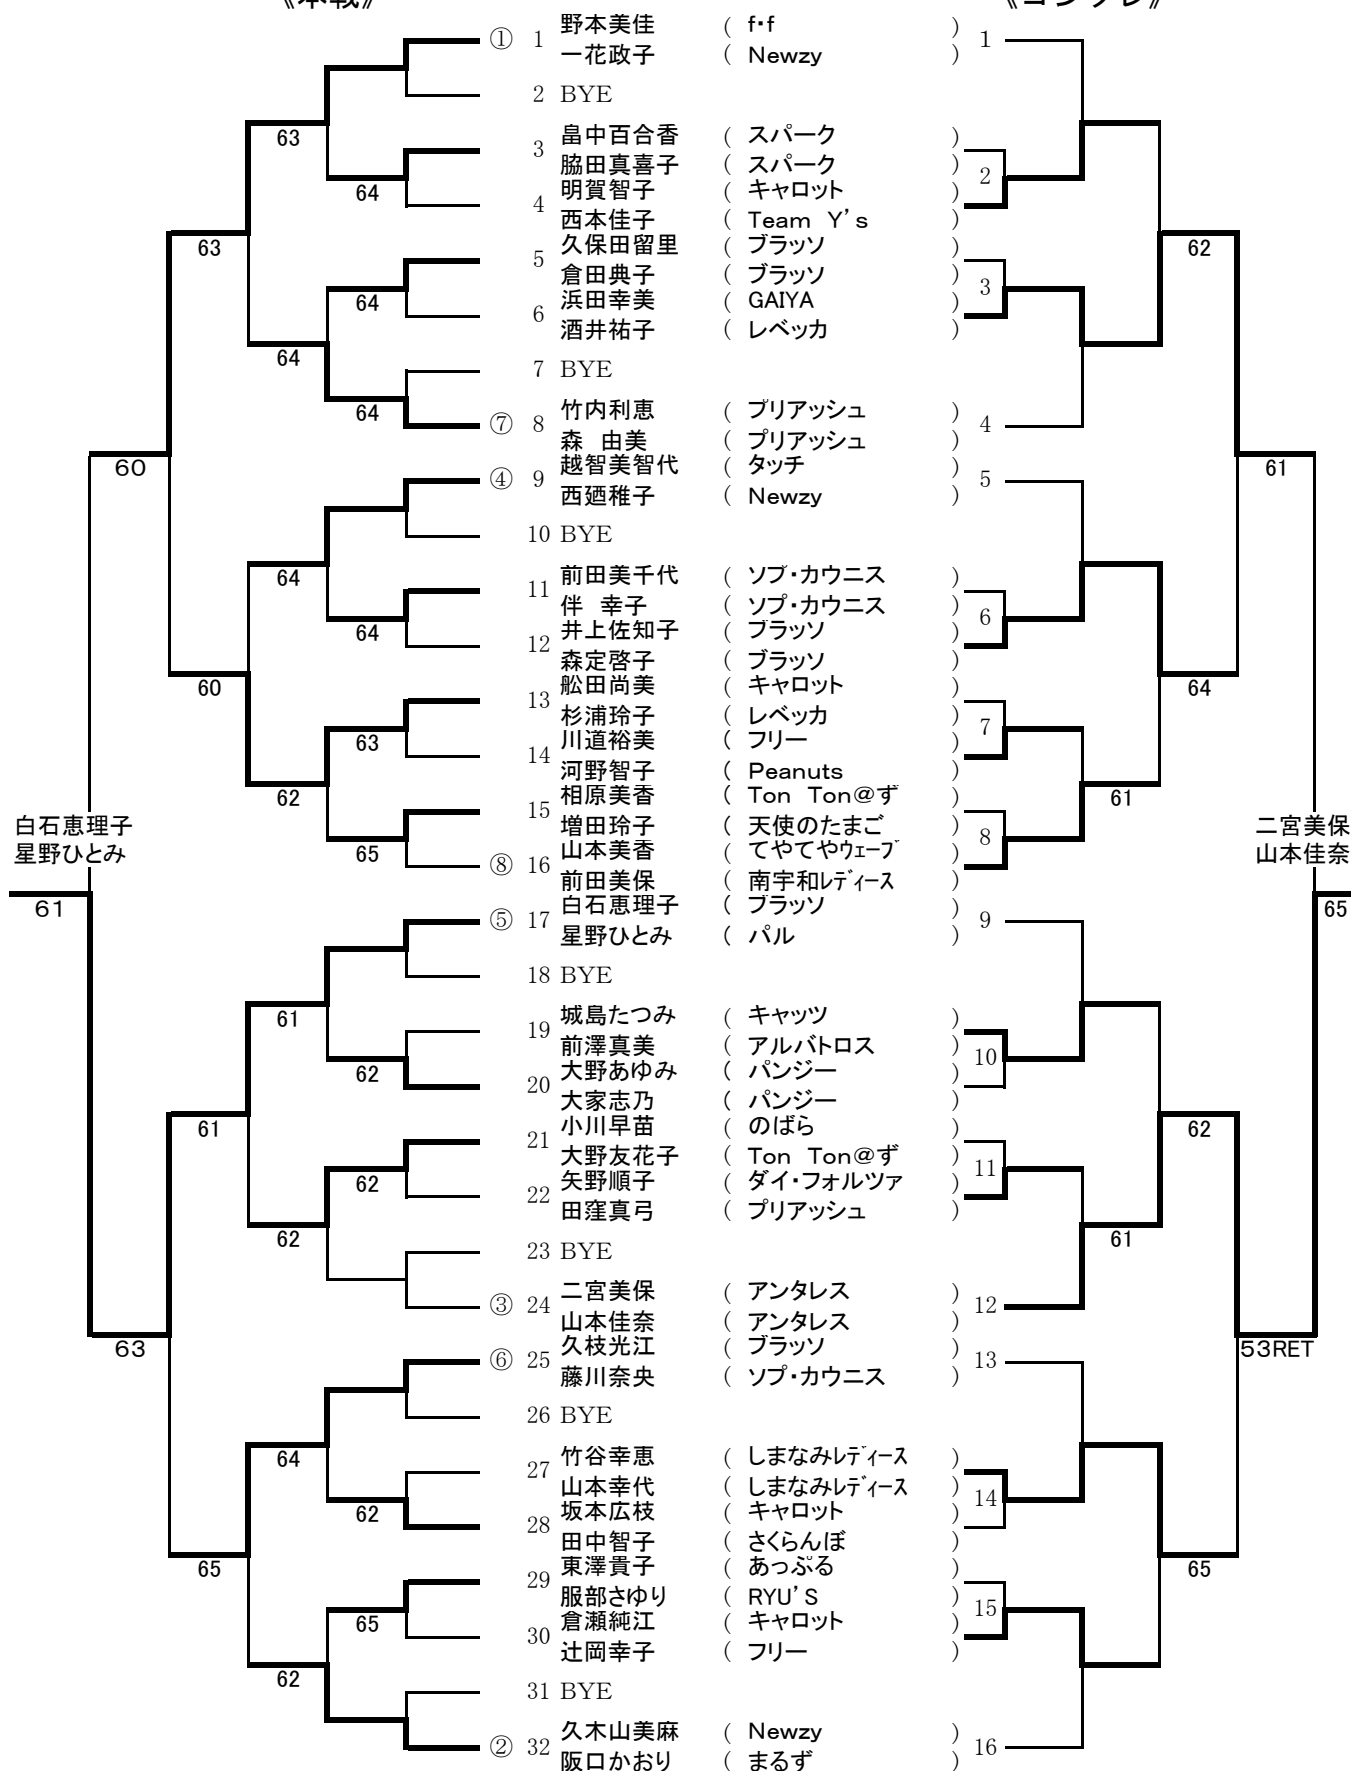 《本戦》 《コンソレ》
① 1 野本美佳 ( f・f ) 1
一花政子 ( Newzy )
2 BYE
63
3 畠中百合香 ( スパーク )
脇田真喜子 ( スパーク ) 2
64 4 明賀智子 ( キャロット )
西本佳子 ( Team Y's )
63 62
5 久保田留里 ( ブラッソ )
倉田典子 ( ブラッソ ) 3
64 6 浜田幸美 ( GAIYA )
酒井祐子 ( レベッカ )
64
7 BYE
64
⑦ 8 竹内利恵 ( プリアッシュ ) 4
森 由美 ( プリアッシュ )
60 61
④ 9 越智美智代 ( タッチ ) 5
西廼稚子 ( Newzy )
10 BYE
64
11 前田美千代 ( ソプ・カウニス )
伴 幸子 ( ソプ・カウニス ) 6
64 12 井上佐知子 ( ブラッソ )
森定啓子 ( ブラッソ )
60 64
13 舩田尚美 ( キャロット )
杉浦玲子 ( レベッカ ) 7
63 14 川道裕美 ( フリー )
河野智子 ( Peanuts )
62 61
15 相原美香 ( Ton Ton@ず )
増田玲子 ( 天使のたまご ) 8
65 ⑧ 16 山本美香 ( てやてやウェーブ )
前田美保 ( 南宇和レディース )
白石恵理子 二宮美保
星野ひとみ 山本佳奈
61 65
⑤ 17 白石恵理子 ( ブラッソ ) 9
星野ひとみ ( パル )
18 BYE
61
19 城島たつみ ( キャッツ )
前澤真美 ( アルバトロス ) 10
62 20 大野あゆみ ( パンジー )
大家志乃 ( パンジー )
61 62
21 小川早苗 ( のばら )
大野友花子 ( Ton Ton@ず ) 11
62 22 矢野順子 ( ダイ・フォルツァ )
田窪真弓 ( プリアッシュ )
62 61
23 BYE
③ 24 二宮美保 ( アンタレス ) 12
山本佳奈 ( アンタレス )
63 53RET
⑥ 25 久枝光江 ( ブラッソ ) 13
藤川奈央 ( ソプ・カウニス )
26 BYE
64
27 竹谷幸恵 ( しまなみレディース )
山本幸代 ( しまなみレディース ) 14
62 28 坂本広枝 ( キャロット )
田中智子 ( さくらんぼ )
65 65
29 東澤貴子 ( あっぷる )
服部さゆり ( RYU'S ) 15
65 30 倉瀬純江 ( キャロット )
辻岡幸子 ( フリー )
62
31 BYE
② 32 久木山美麻 ( Newzy ) 16
阪口かおり ( まるず )